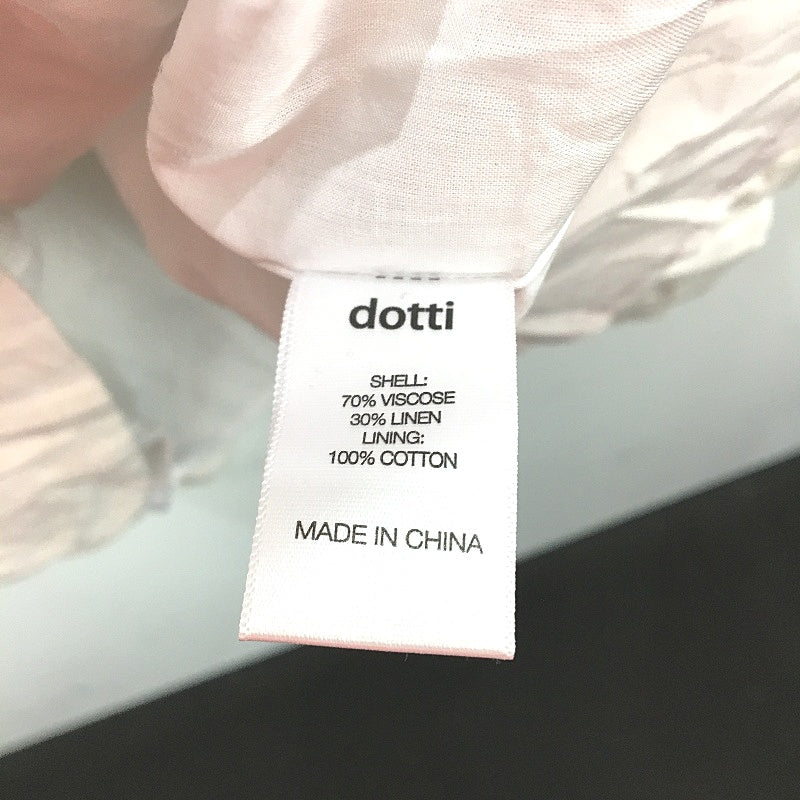 dotti
SHELL:
70% VISCOSE
30% LINEN
LINING:
100% COTTON
MADE IN CHINA